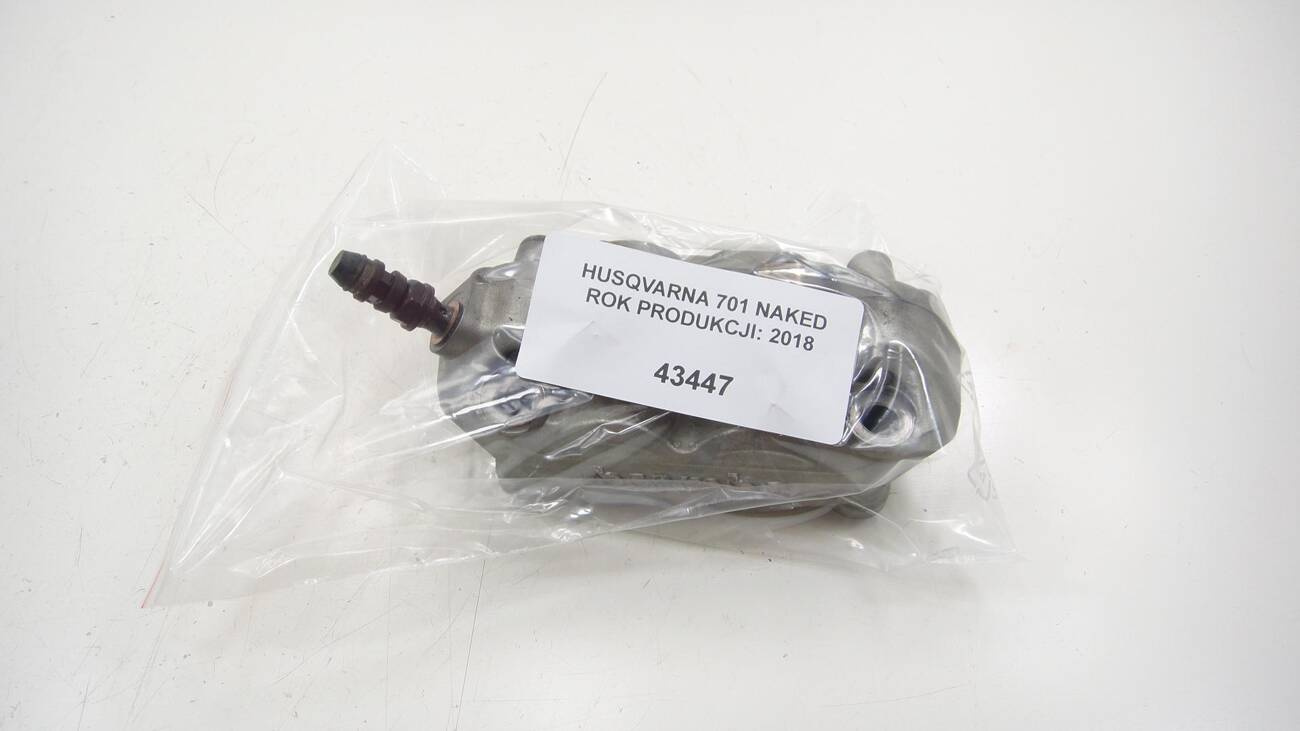 HUSQVARNA 701 NAKED
ROK PRODUKCJI: 2018
43447